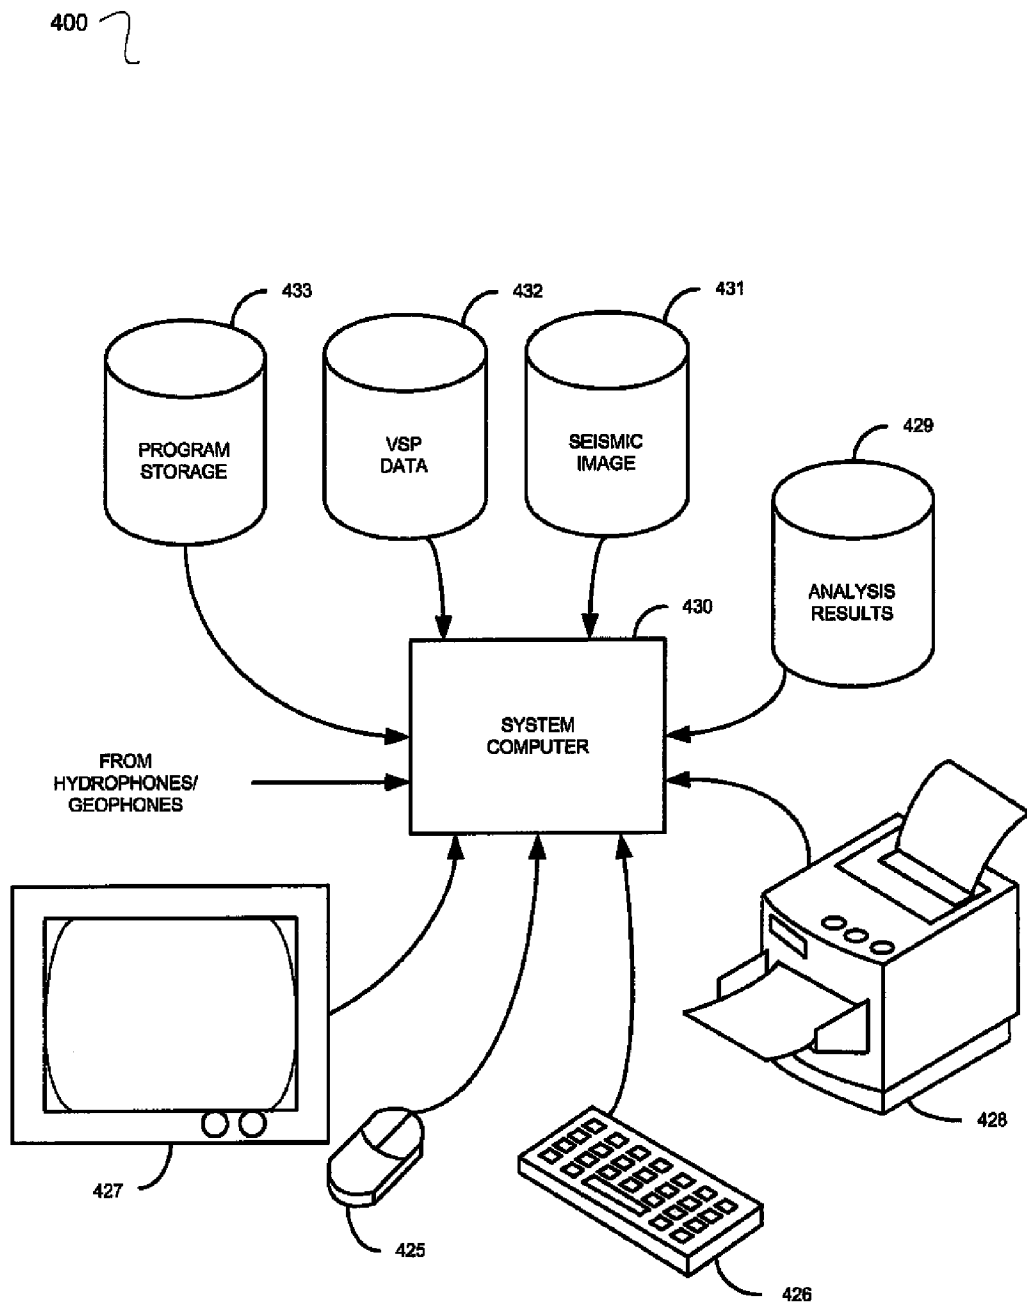 400
433
432
431
PROGRAM
STORAGE
VSP
DATA
SEISMIC
IMAGE
429
ANALYSIS
RESULTS
430
SYSTEM
COMPUTER
FROM
HYDROPHONES/
GEOPHONES
428
427
425
426